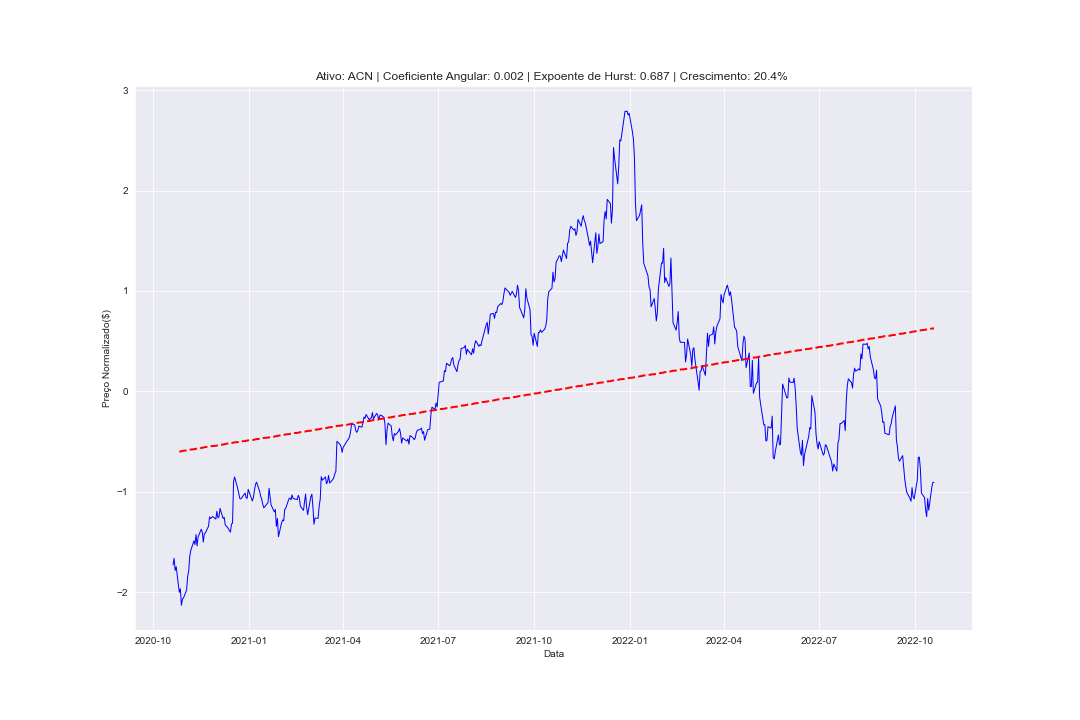 Ativo: ACN | Coeficiente Angular: 0.002 | Expoente de Hurst: 0.687 | Crescimento: 20.4%
3
2
1
0
−1
−2
Preço Normalizado($)
2020-10 2021-01 2021-04 2021-07 2021-10 2022-01 2022-04 2022-07 2022-10
Data